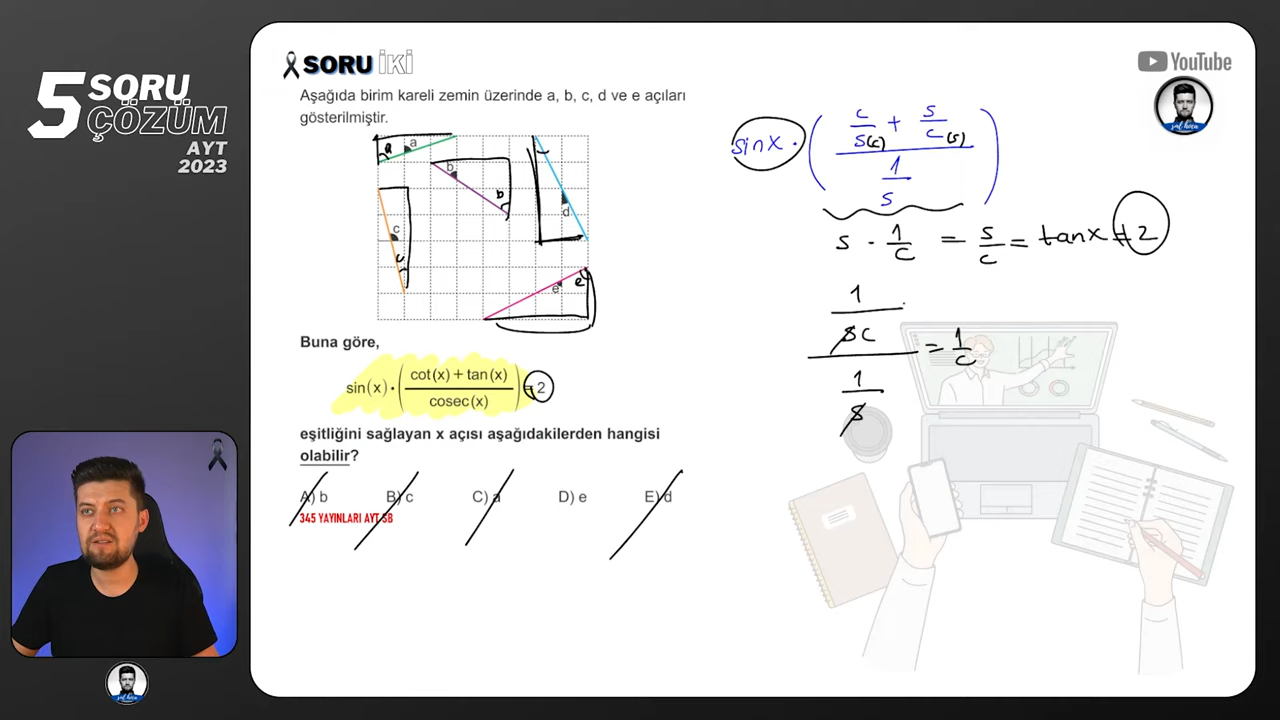 5 SORU
ÇÖZÜM
AYT
2023
SORU İKİ
YouTube
Aşağıda birim kareli zemin üzerinde a, b, c, d ve e açıları
gösterilmiştir.
a a
b b
c c
d
e e
Buna göre,
sin(x) · ( cot(x) + tan(x) / cosec(x) ) = 2
eşitliğini sağlayan x açısı aşağıdakilerden hangisi
olabilir?
A) b B) c C) a D) e E) d
345 YAYINLARI AYT SB
sinx · ( c/s(c) + s/c(s) / 1/s )
s · 1/c = s/c = tanx = 2
1/sc / 1/s = 1/c